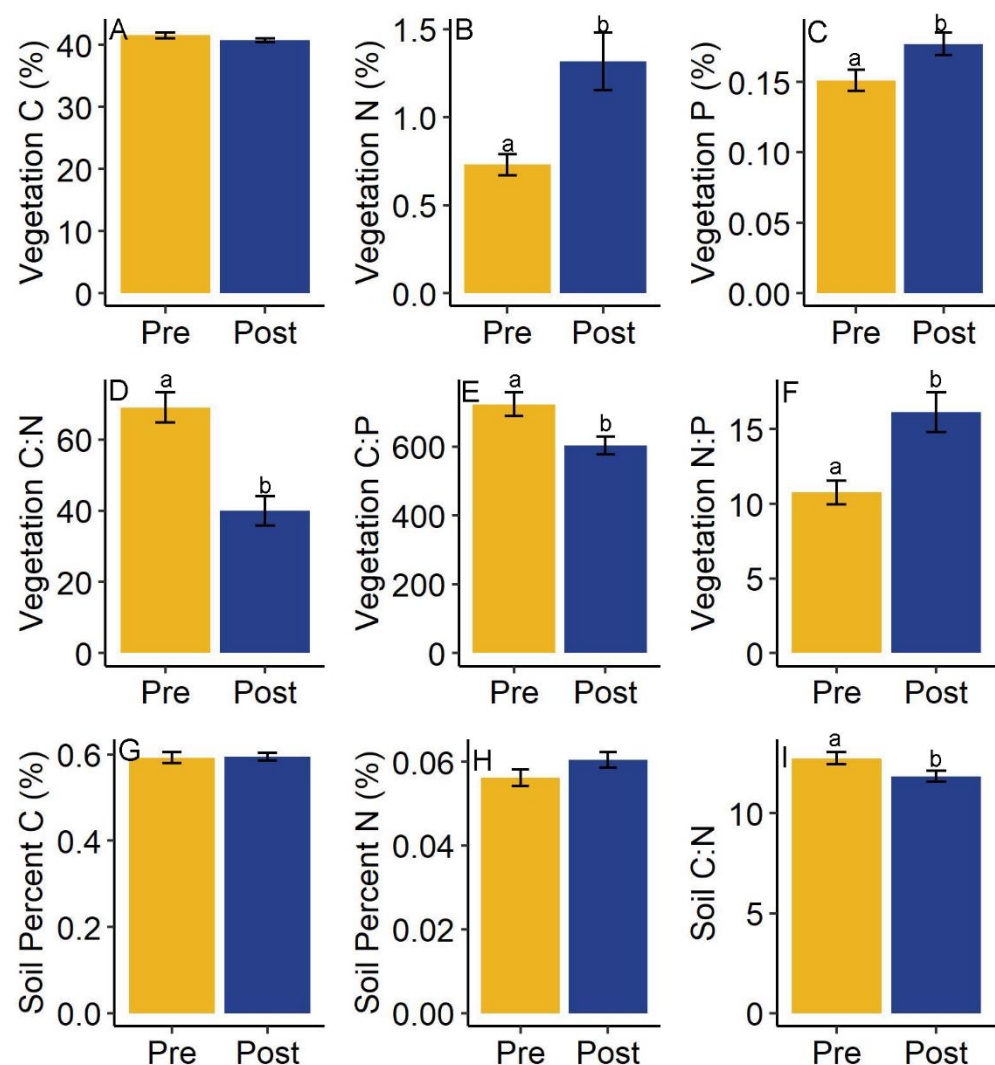 A
Vegetation C (%)
40
30
20
10
0
Pre Post
B
Vegetation N (%)
1.5
1.0
0.5
0.0
a
b
Pre Post
C
Vegetation P (%)
0.15
0.10
0.05
0.00
a
b
Pre Post
D
Vegetation C:N
60
40
20
0
a
b
Pre Post
E
Vegetation C:P
600
400
200
0
a
b
Pre Post
F
Vegetation N:P
15
10
5
0
a
b
Pre Post
G
Soil Percent C (%)
0.6
0.4
0.2
0.0
Pre Post
H
Soil Percent N (%)
0.06
0.04
0.02
0.00
Pre Post
I
Soil C:N
10
5
0
a
b
Pre Post